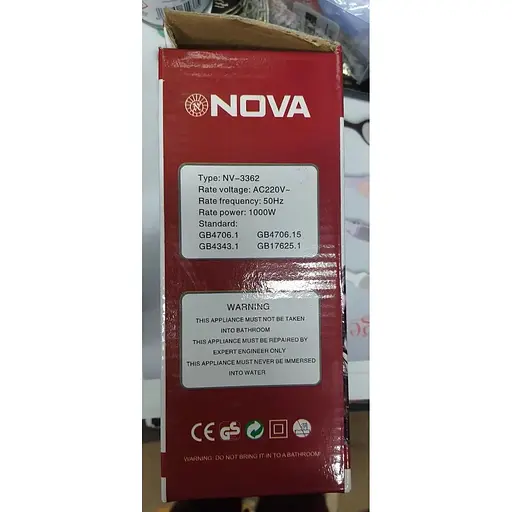 NOVA
Type: NV-3362
Rate voltage: AC220V~
Rate frequency: 50Hz
Rate power: 1000W
Standard:
GB4706.1 GB4706.15
GB4343.1 GB17625.1
WARNING
THIS APPLIANCE MUST NOT BE TAKEN
INTO BATHROOM
THIS APPLIANCE MUST BE REPAIRED BY
EXPERT ENGINEER ONLY
THIS APPLIANCE MUST NEVER BE IMMERSED
INTO WATER
CE GS
WARNING: DO NOT BRING IT IN TO A BATHROOM!